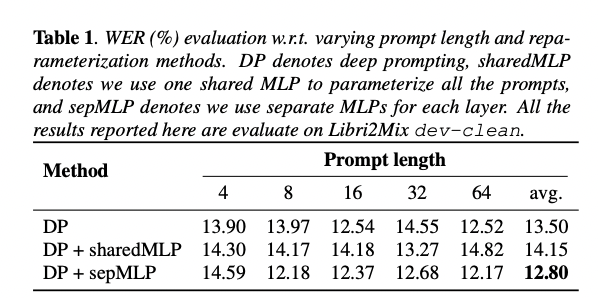 Table 1. WER (%) evaluation w.r.t. varying prompt length and repa-
rameterization methods. DP denotes deep prompting, sharedMLP
denotes we use one shared MLP to parameterize all the prompts,
and sepMLP denotes we use separate MLPs for each layer. All the
results reported here are evaluate on Libri2Mix dev-clean.
Method Prompt length
4 8 16 32 64 avg.
DP 13.90 13.97 12.54 14.55 12.52 13.50
DP + sharedMLP 14.30 14.17 14.18 13.27 14.82 14.15
DP + sepMLP 14.59 12.18 12.37 12.68 12.17 12.80